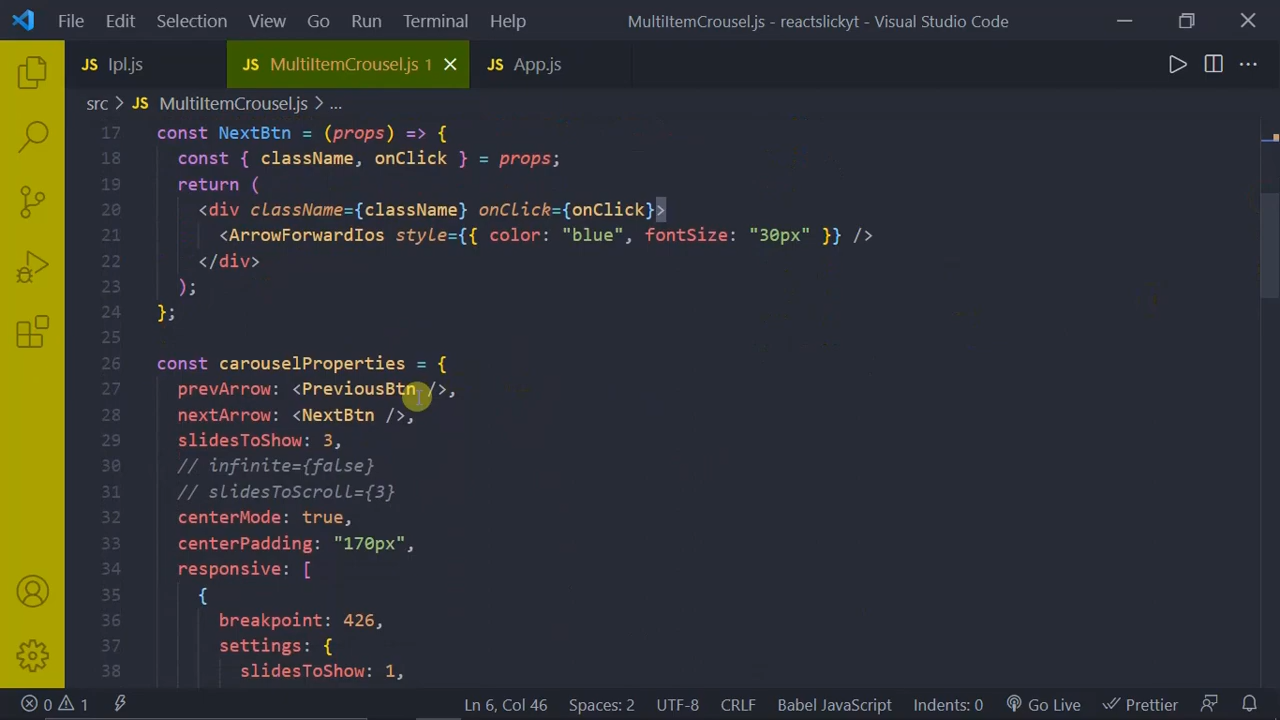 File Edit Selection View Go Run Terminal Help MultiItemCrousel.js - reactslickyt - Visual Studio Code
JS Ipl.js JS MultiItemCrousel.js 1 JS App.js
src > JS MultiItemCrousel.js > ...
17 const NextBtn = (props) => {
18 const { className, onClick } = props;
19 return (
20 <div className={className} onClick={onClick}>
21 <ArrowForwardIos style={{ color: "blue", fontSize: "30px" }} />
22 </div>
23 );
24 };
25
26 const carouselProperties = {
27 prevArrow: <PreviousBtn />,
28 nextArrow: <NextBtn />,
29 slidesToShow: 3,
30 // infinite={false}
31 // slidesToScroll={3}
32 centerMode: true,
33 centerPadding: "170px",
34 responsive: [
35 {
36 breakpoint: 426,
37 settings: {
38 slidesToShow: 1,
0 1 Ln 6, Col 46 Spaces: 2 UTF-8 CRLF Babel JavaScript Indents: 0 Go Live Prettier